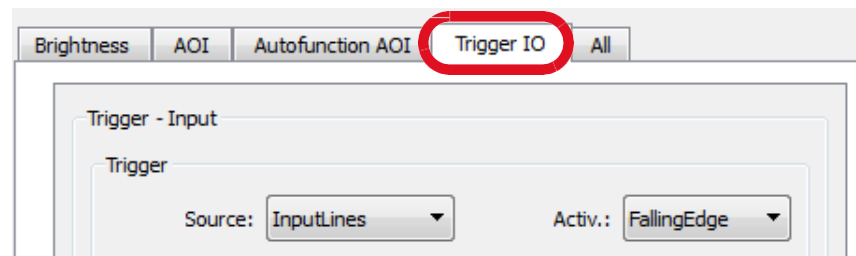 Brightness AOI Autofunction AOI Trigger IO All
Trigger - Input
Trigger
Source: InputLines Activ.: FallingEdge